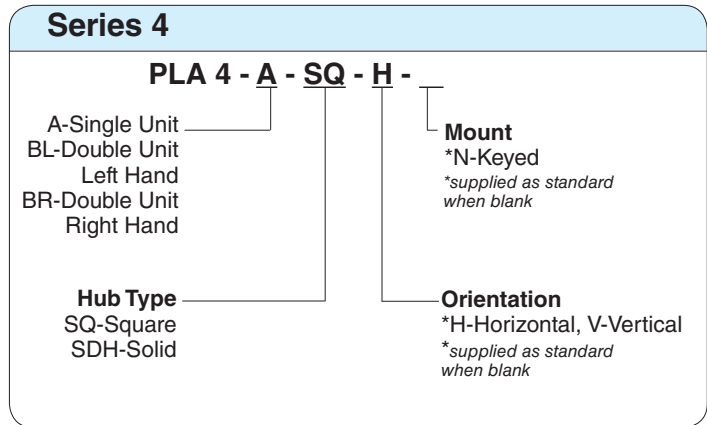 Series 4
PLA 4 - A - SQ - H - __
A-Single Unit
BL-Double Unit
Left Hand
BR-Double Unit
Right Hand
Mount
*N-Keyed
*supplied as standard
when blank
Hub Type
SQ-Square
SDH-Solid
Orientation
*H-Horizontal, V-Vertical
*supplied as standard
when blank